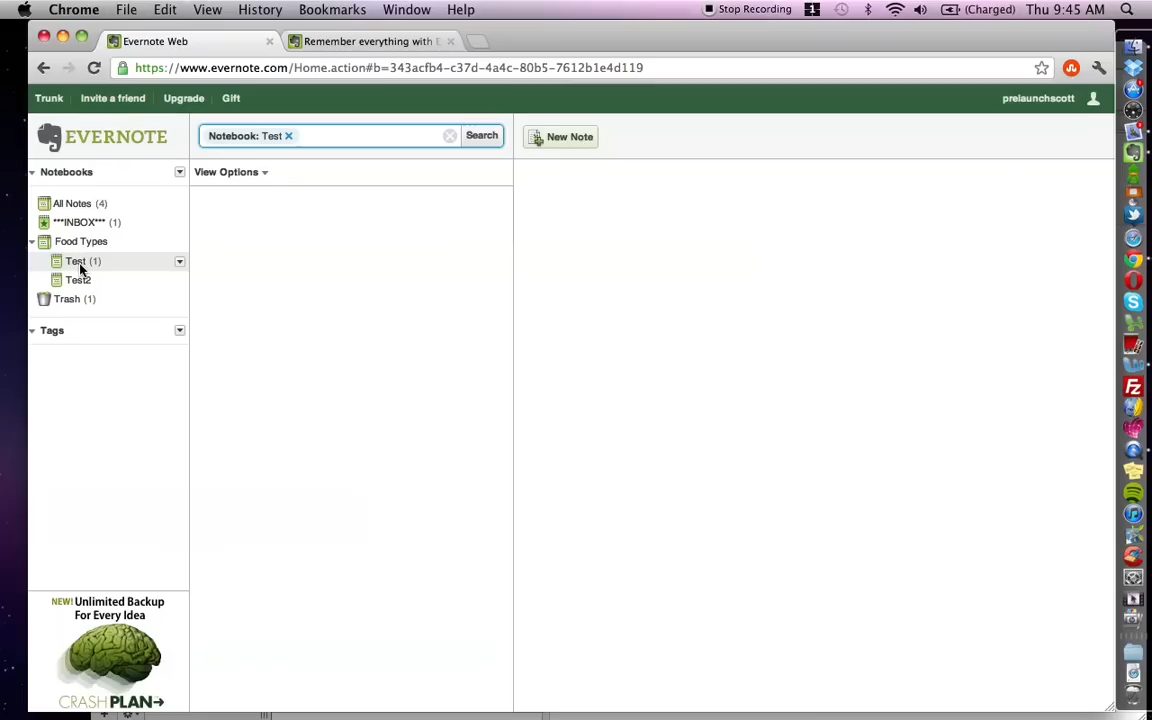 Chrome File Edit View History Bookmarks Window Help Stop Recording 1 (Charged) Thu 9:45 AM
Evernote Web Remember everything with E
https://www.evernote.com/Home.action#b=343acfb4-c37d-4a4c-80b5-7612b1e4d119
Trunk Invite a friend Upgrade Gift prelaunchscott
EVERNOTE Notebook: Test Search New Note
Notebooks View Options
All Notes (4)
***INBOX*** (1)
Food Types
Test (1)
Test2
Trash (1)
Tags
NEW! Unlimited Backup
For Every Idea
CRASHPLAN